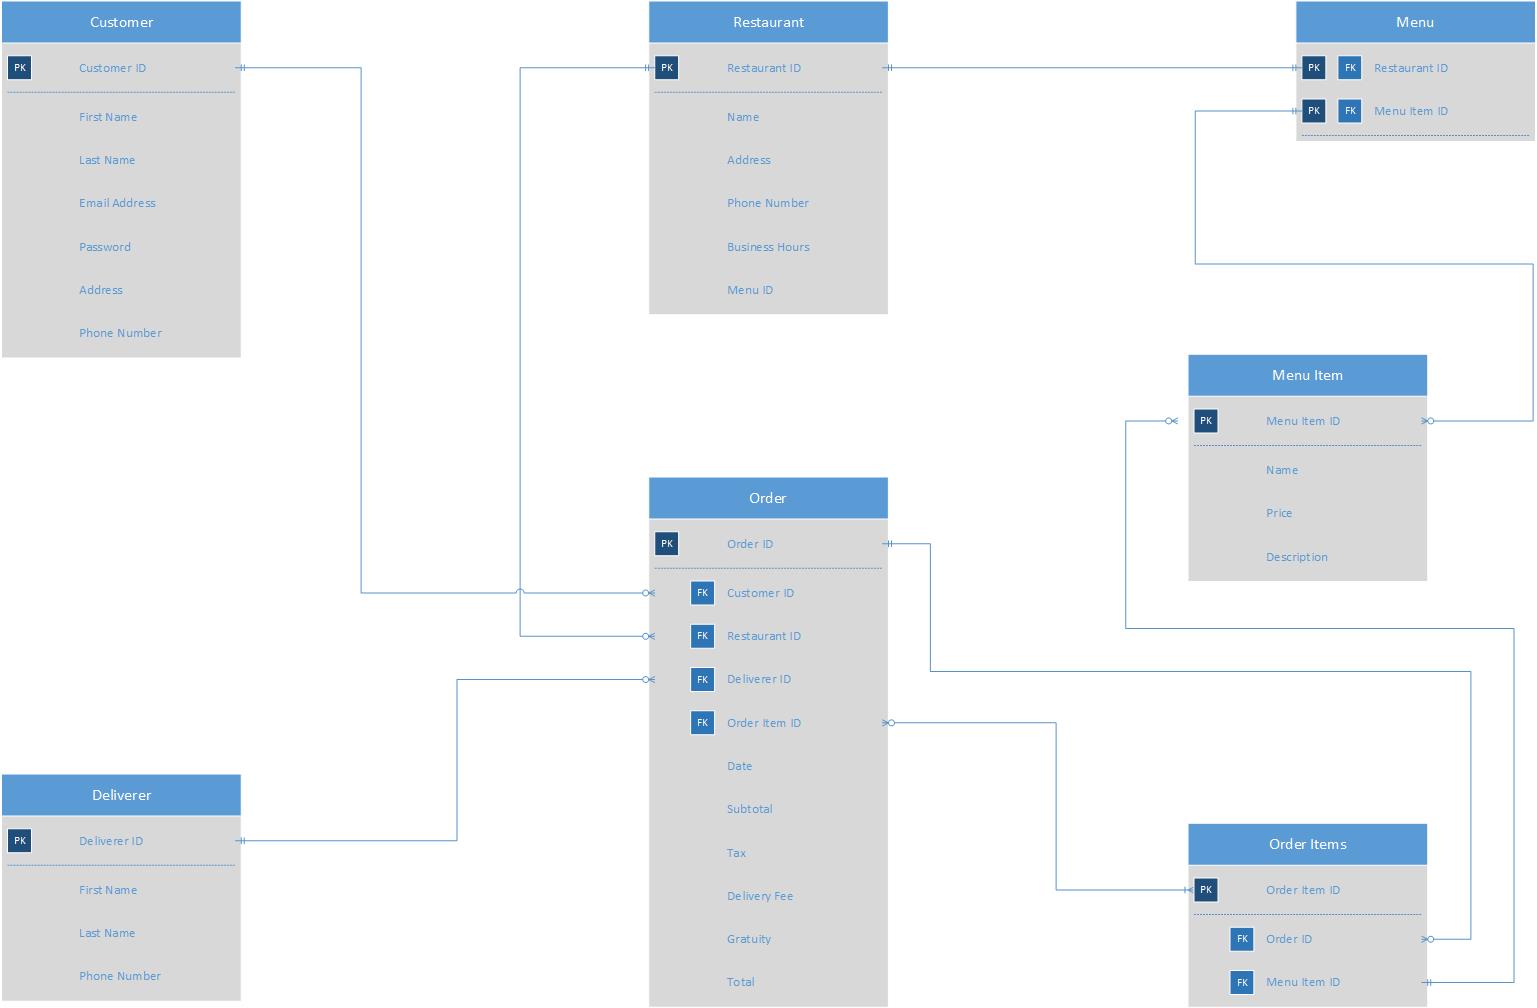 Customer
PK Customer ID
First Name
Last Name
Email Address
Password
Address
Phone Number
Restaurant
PK Restaurant ID
Name
Address
Phone Number
Business Hours
Menu ID
Menu
PK FK Restaurant ID
PK FK Menu Item ID
Menu Item
PK Menu Item ID
Name
Price
Description
Order
PK Order ID
FK Customer ID
FK Restaurant ID
FK Deliverer ID
FK Order Item ID
Date
Subtotal
Tax
Delivery Fee
Gratuity
Total
Deliverer
PK Deliverer ID
First Name
Last Name
Phone Number
Order Items
PK Order Item ID
FK Order ID
FK Menu Item ID